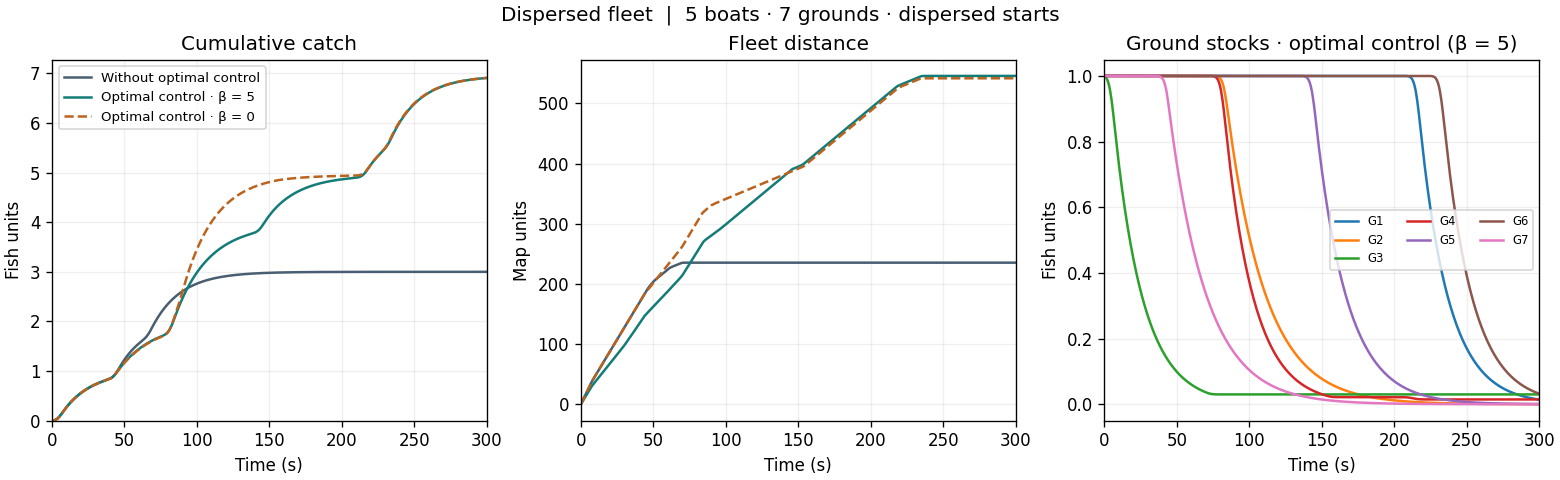 Dispersed fleet | 5 boats · 7 grounds · dispersed starts
Cumulative catch
Fish units
7
6
5
4
3
2
1
0
Without optimal control
Optimal control · β = 5
Optimal control · β = 0
0 50 100 150 200 250 300
Time (s)
Fleet distance
Map units
500
400
300
200
100
0
0 50 100 150 200 250 300
Time (s)
Ground stocks · optimal control (β = 5)
Fish units
1.0
0.8
0.6
0.4
0.2
0.0
G1 G4 G6
G2 G5 G7
G3
0 50 100 150 200 250 300
Time (s)